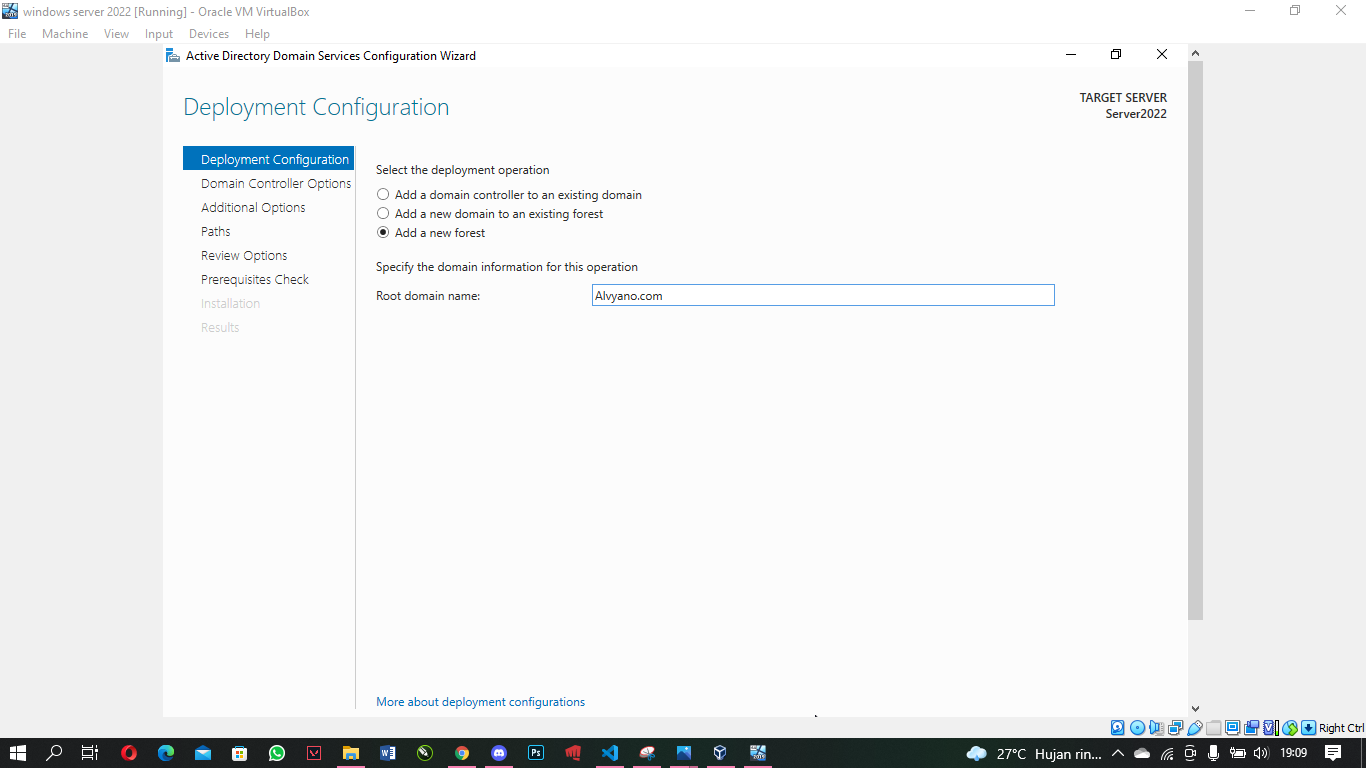 windows server 2022 [Running] - Oracle VM VirtualBox
File Machine View Input Devices Help
Active Directory Domain Services Configuration Wizard
Deployment Configuration
TARGET SERVER
Server2022
Deployment Configuration
Domain Controller Options
Additional Options
Paths
Review Options
Prerequisites Check
Installation
Results
Select the deployment operation
Add a domain controller to an existing domain
Add a new domain to an existing forest
Add a new forest
Specify the domain information for this operation
Root domain name: Alvyano.com
More about deployment configurations
Right Ctrl
27°C Hujan rin... 19:09